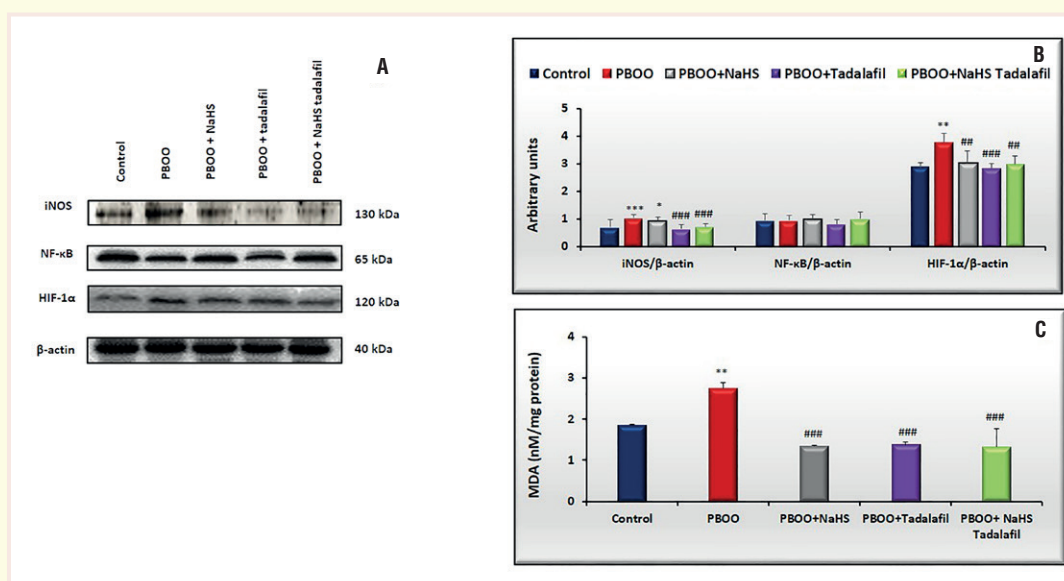 A
Control
PBOO
PBOO + NaHS
PBOO + tadalafil
PBOO + NaHS tadalafil
iNOS
130 kDa
NF-κB
65 kDa
HIF-1α
120 kDa
β-actin
40 kDa
B
Control PBOO PBOO+NaHS PBOO+Tadalafil PBOO+NaHS Tadalafil
Arbitrary units
5
4
3
2
1
0
*** * ### ###
** ## ### ##
iNOS/β-actin NF-κB/β-actin HIF-1α/β-actin
C
MDA (nM/mg protein)
4
3
2
1
0
** ### ### ###
Control PBOO PBOO+NaHS PBOO+Tadalafil PBOO+ NaHS
Tadalafil